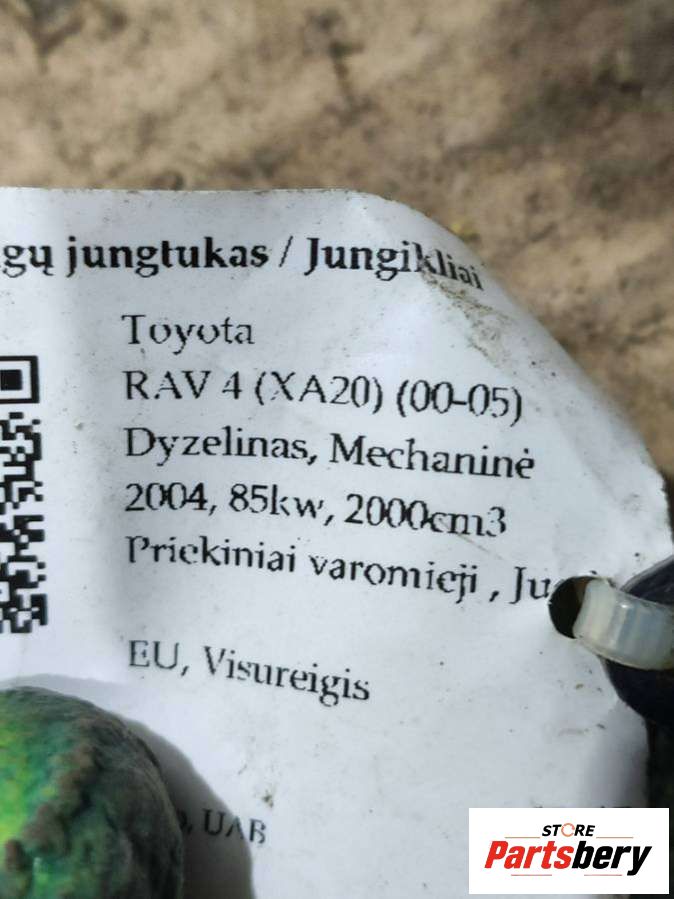 gų jungtukas / Jungikliai
Toyota
RAV 4 (XA20) (00-05)
Dyzelinas, Mechaninė
2004, 85kw, 2000cm3
Priekiniai varomieji ,
EU, Visureigis
, UAB
STORE
Partsbery